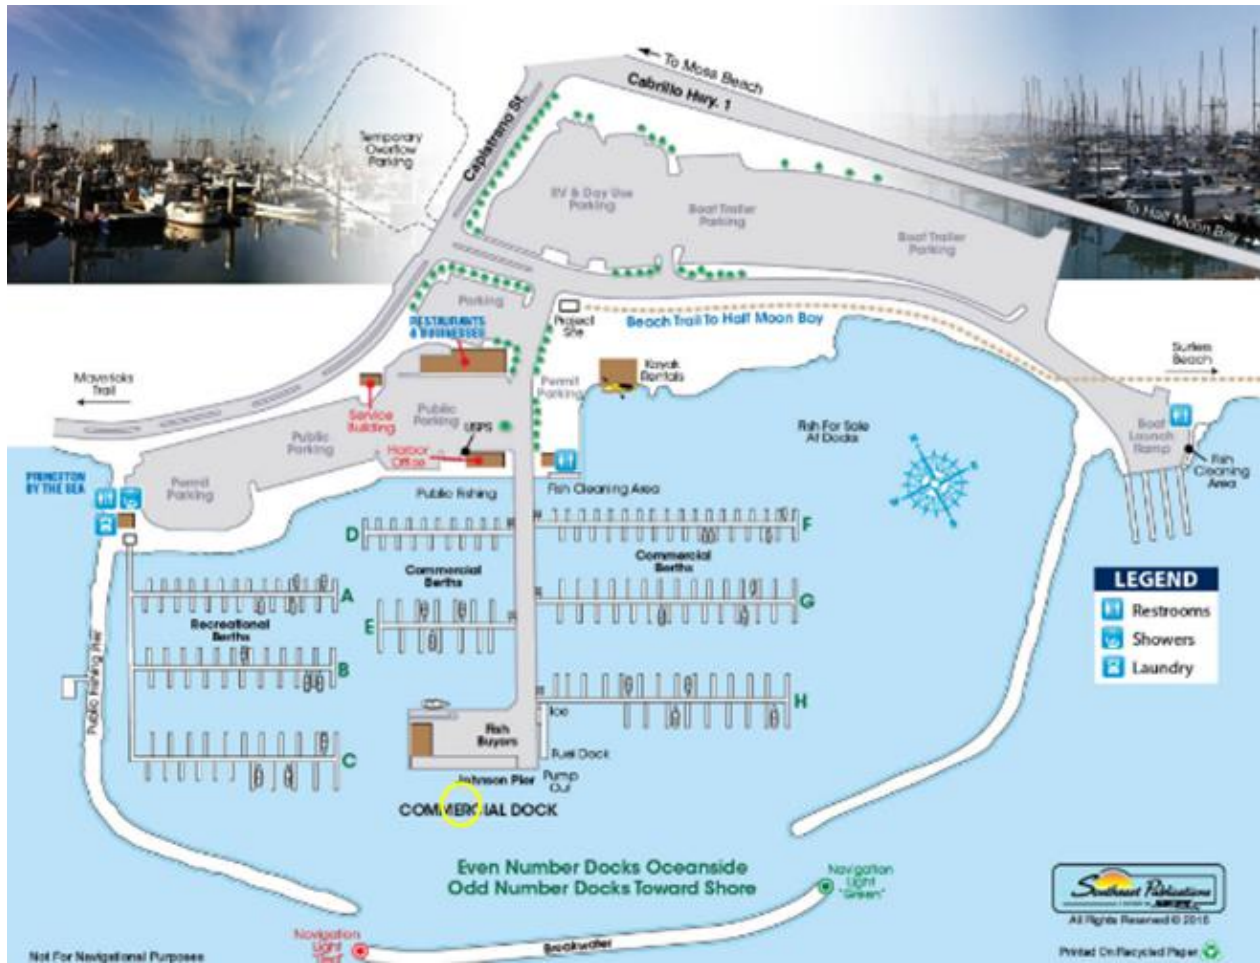 To Moss Beach
Cabrillo Hwy. 1
Capistrano St.
Temporary
Overflow
Parking
RV & Day Use
Parking
Boat Trailer
Parking
Boat Trailer
Parking
To Half Moon Bay
Parking
RESTAURANTS
& BUSINESSES
Project
Site
Beach Trail To Half Moon Bay
Surfers
Beach
Mavericks
Trail
Kayak
Rentals
Permit
Parking
Service
Building
Public
Parking
USPS
Public
Parking
Fish For Sale
At Docks
Boat
Launch
Ramp
Fish
Cleaning
Area
Harbor
Office
PRINCETON
BY THE SEA
Permit
Parking
Public Fishing
Fish Cleaning Area
D
F
Commercial
Berths
Commercial
Berths
A
G
Recreational
Berths
E
B
H
C
Public Fishing Pier
Ice
Fish
Buyers
Fuel Dock
Johnson Pier
Pump
Out
COMMERCIAL DOCK
LEGEND
Restrooms
Showers
Laundry
Even Number Docks Oceanside
Odd Number Docks Toward Shore
Navigation
Light
"Green"
Navigation
Light
"Red"
Breakwater
Southeast Publications
All Rights Reserved © 2015
Not For Navigational Purposes
Printed On Recycled Paper